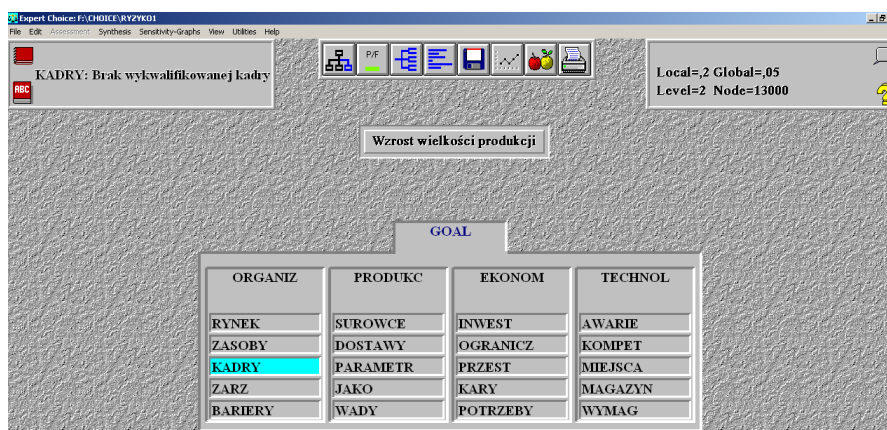 Expert Choice: F:\CHOICE\RYZYKO1
File Edit Assessment Synthesis Sensitivity-Graphs View Utilities Help
P/F
KADRY: Brak wykwalifikowanej kadry
ABC
Local=,2 Global=,05
Level=2 Node=13000
Wzrost wielkości produkcji
GOAL
ORGANIZ PRODUKC EKONOM TECHNOL
RYNEK SUROWCE INWEST AWARIE
ZASOBY DOSTAWY OGRANICZ KOMPET
KADRY PARAMETR PRZEST MIEJSCA
ZARZ JAKO KARY MAGAZYN
BARIERY WADY POTRZEBY WYMAG